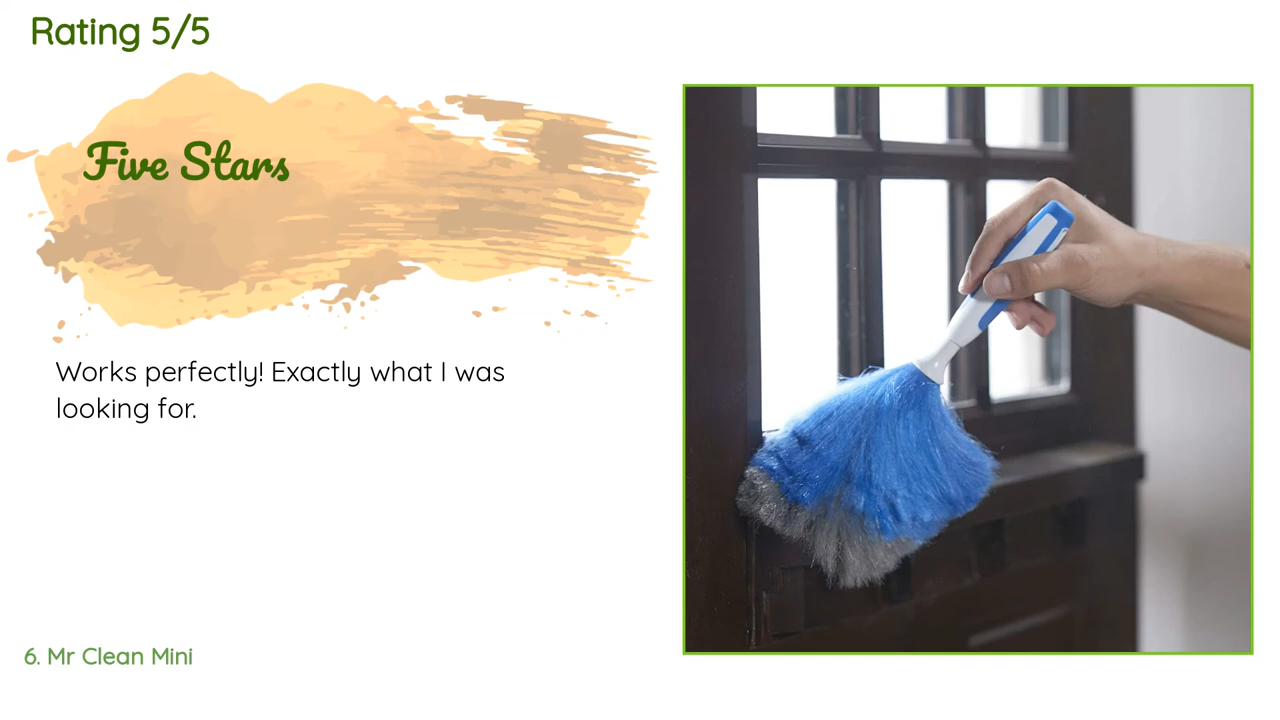 Rating 5/5
Five Stars
Works perfectly! Exactly what I was
looking for.
6. Mr Clean Mini